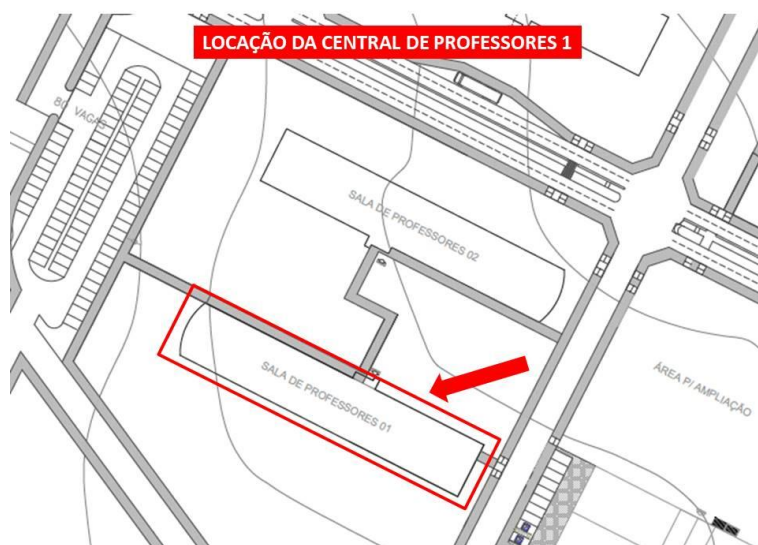 LOCAÇÃO DA CENTRAL DE PROFESSORES 1
80 VAGAS
SALA DE PROFESSORES 02
SALA DE PROFESSORES 01
ÁREA P/ AMPLIAÇÃO